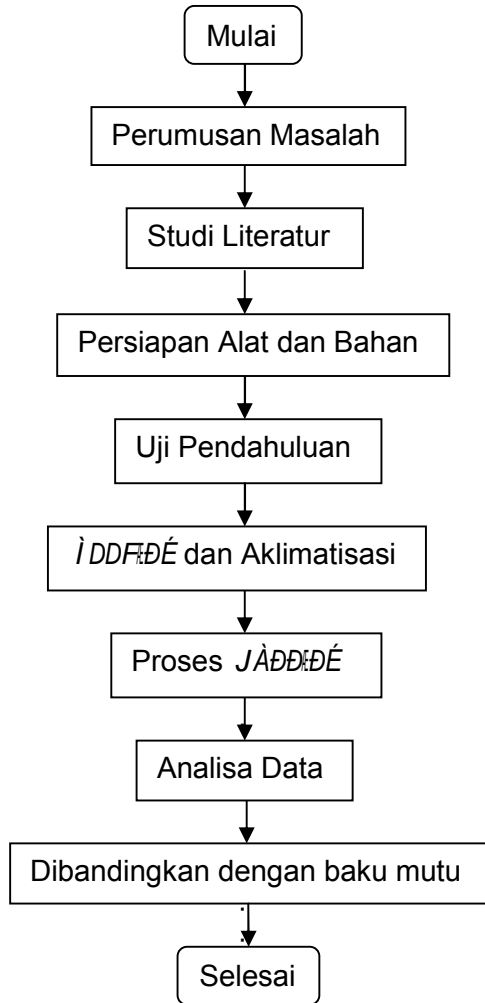 Mulai
Perumusan Masalah
Studi Literatur
Persiapan Alat dan Bahan
Uji Pendahuluan
dan Aklimatisasi
Proses
Analisa Data
Dibandingkan dengan baku mutu
Selesai